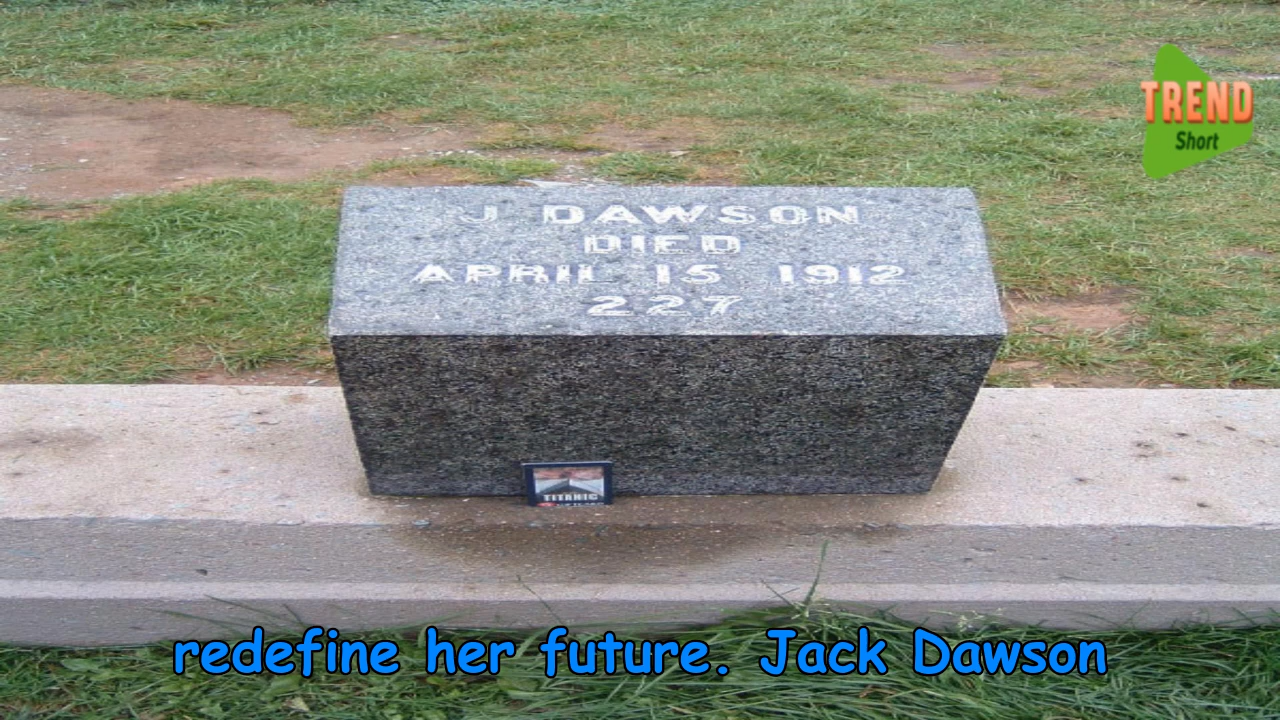 TREND
Short
J DAWSON
DIED
APRIL 15 1912
227
TITANIC
redefine her future. Jack Dawson